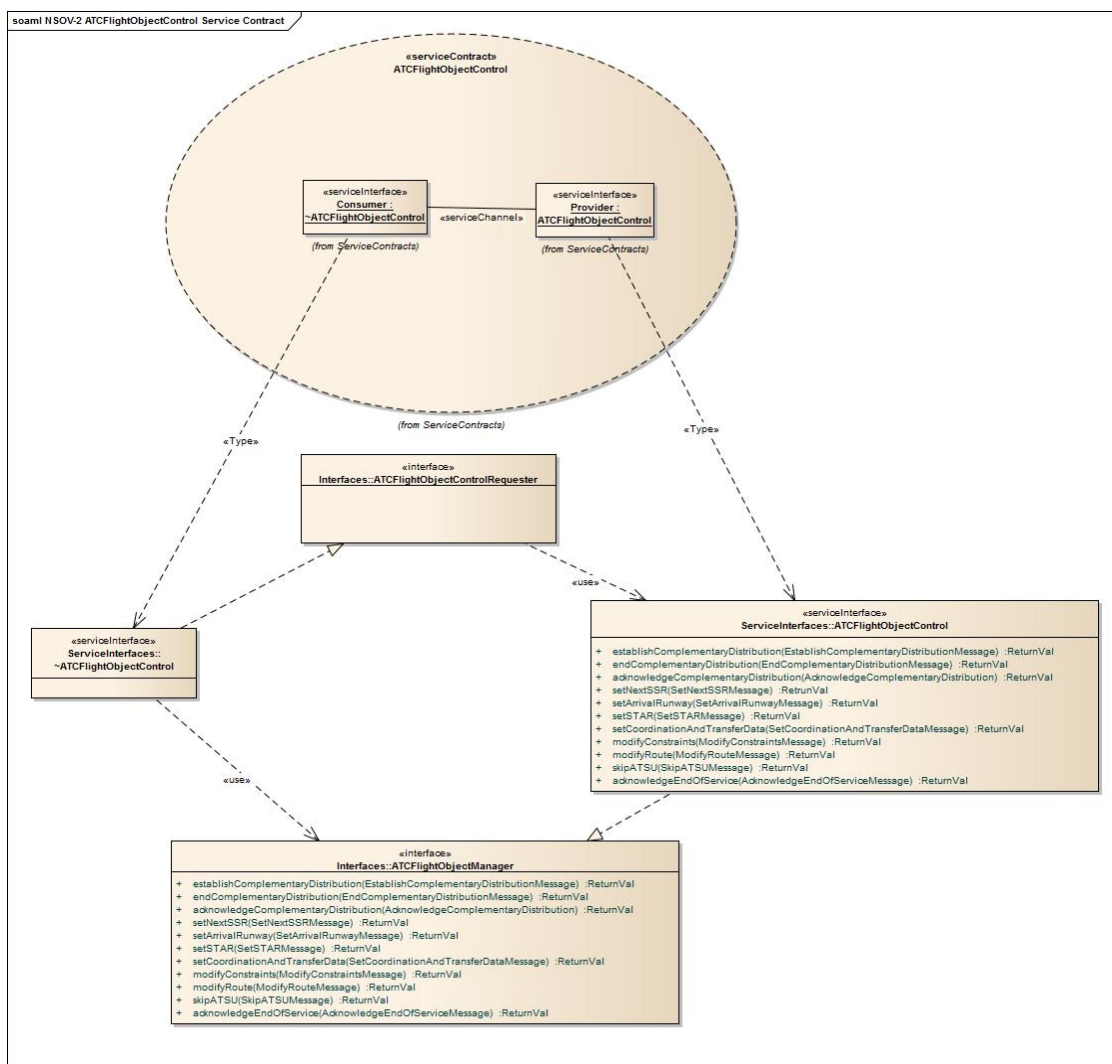 soaml NSOV-2 ATCFlightObjectControl Service Contract
«serviceContract»
ATCFlightObjectControl
«serviceInterface»
Consumer :
~ATCFlightObjectControl
(from ServiceContracts)
«serviceChannel»
«serviceInterface»
Provider :
ATCFlightObjectControl
(from ServiceContracts)
(from ServiceContracts)
«Type»
«Type»
«interface»
Interfaces::ATCFlightObjectControlRequester
«use»
«serviceInterface»
ServiceInterfaces::
~ATCFlightObjectControl
«serviceInterface»
ServiceInterfaces::ATCFlightObjectControl
+ establishComplementaryDistribution(EstablishComplementaryDistributionMessage) :ReturnVal
+ endComplementaryDistribution(EndComplementaryDistributionMessage) :ReturnVal
+ acknowledgeComplementaryDistribution(AcknowledgeComplementaryDistribution) :ReturnVal
+ setNextSSR(SetNextSSRMessage) :RetrunVal
+ setArrivalRunway(SetArrivalRunwayMessage) :ReturnVal
+ setSTAR(SetSTARMessage) :ReturnVal
+ setCoordinationAndTransferData(SetCoordinationAndTransferDataMessage) :ReturnVal
+ modifyConstraints(ModifyConstraintsMessage) :ReturnVal
+ modifyRoute(ModifyRouteMessage) :ReturnVal
+ skipATSU(SkipATSUMessage) :ReturnVal
+ acknowledgeEndOfService(AcknowledgeEndOfServiceMessage) :ReturnVal
«use»
«interface»
Interfaces::ATCFlightObjectManager
+ establishComplementaryDistribution(EstablishComplementaryDistributionMessage) :ReturnVal
+ endComplementaryDistribution(EndComplementaryDistributionMessage) :ReturnVal
+ acknowledgeComplementaryDistribution(AcknowledgeComplementaryDistribution) :ReturnVal
+ setNextSSR(SetNextSSRMessage) :ReturnVal
+ setArrivalRunway(SetArrivalRunwayMessage) :ReturnVal
+ setSTAR(SetSTARMessage) :ReturnVal
+ setCoordinationAndTransferData(SetCoordinationAndTransferDataMessage) :ReturnVal
+ modifyConstraints(ModifyConstraintsMessage) :ReturnVal
+ modifyRoute(ModifyRouteMessage) :ReturnVal
+ skipATSU(SkipATSUMessage) :ReturnVal
+ acknowledgeEndOfService(AcknowledgeEndOfServiceMessage) :ReturnVal